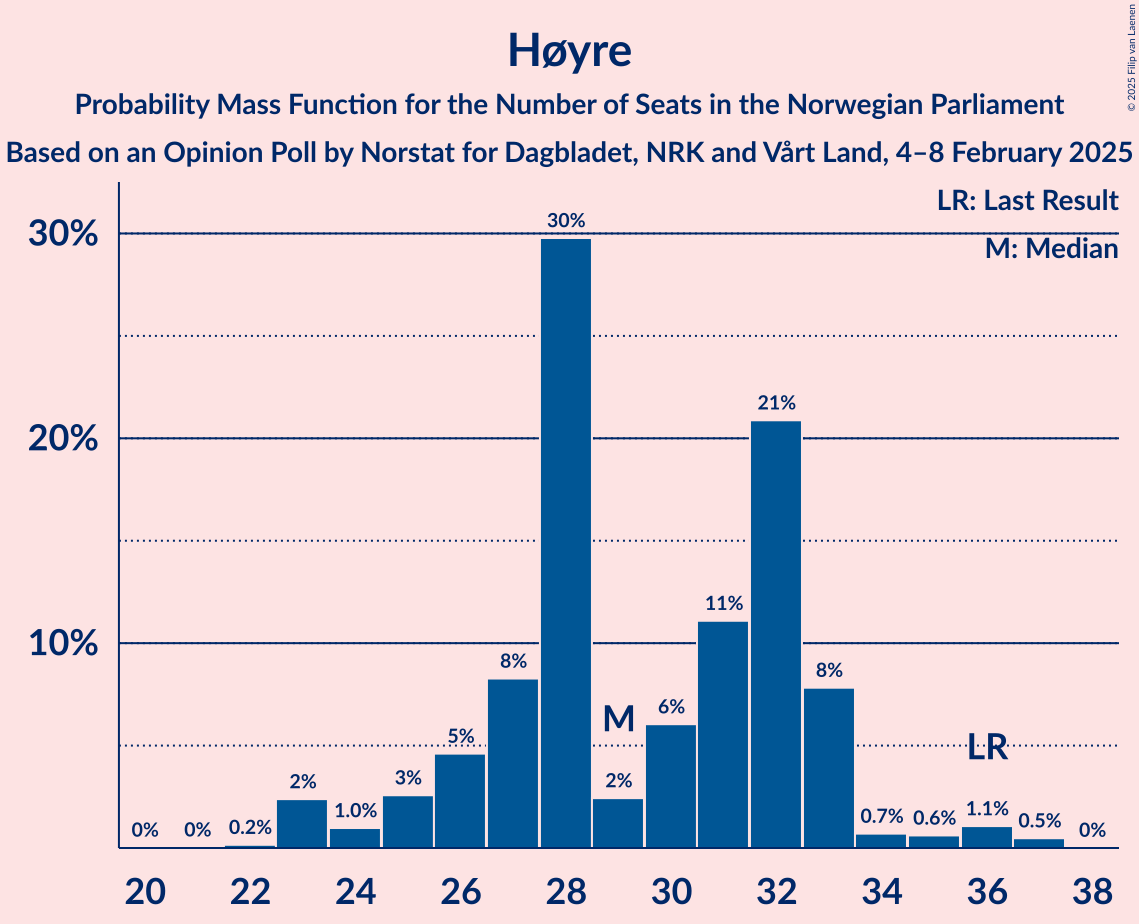 Høyre
Probability Mass Function for the Number of Seats in the Norwegian Parliament
Based on an Opinion Poll by Norstat for Dagbladet, NRK and Vårt Land, 4–8 February 2025
© 2025 Filip van Laenen
LR: Last Result
M: Median
30%
20%
10%
0% 0% 0.2% 2% 1.0% 3% 5% 8% 30% 2% 6% 11% 21% 8% 0.7% 0.6% 1.1% 0.5% 0%
M
LR
20 22 24 26 28 30 32 34 36 38